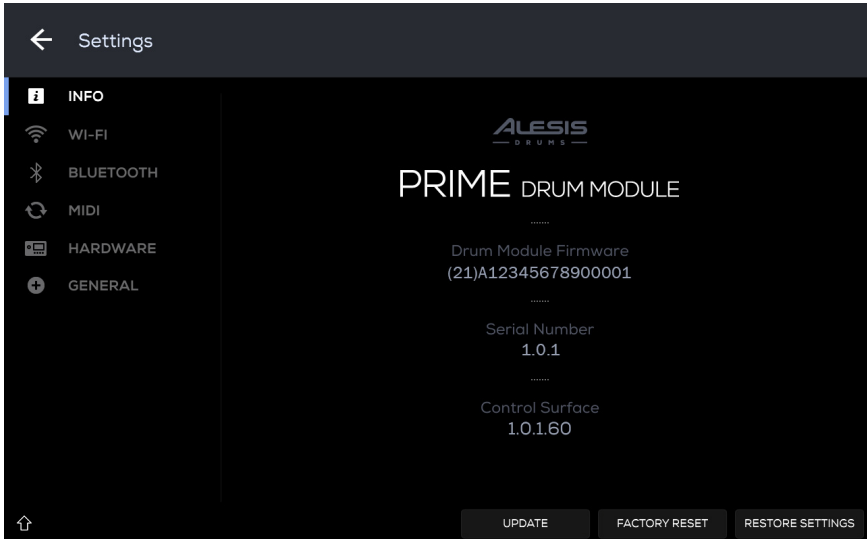 Settings
INFO
WI-FI
BLUETOOTH
MIDI
HARDWARE
GENERAL
ALESIS
DRUMS
PRIME DRUM MODULE
Drum Module Firmware
(21)A12345678900001
Serial Number
1.0.1
Control Surface
1.0.1.60
UPDATE
FACTORY RESET
RESTORE SETTINGS